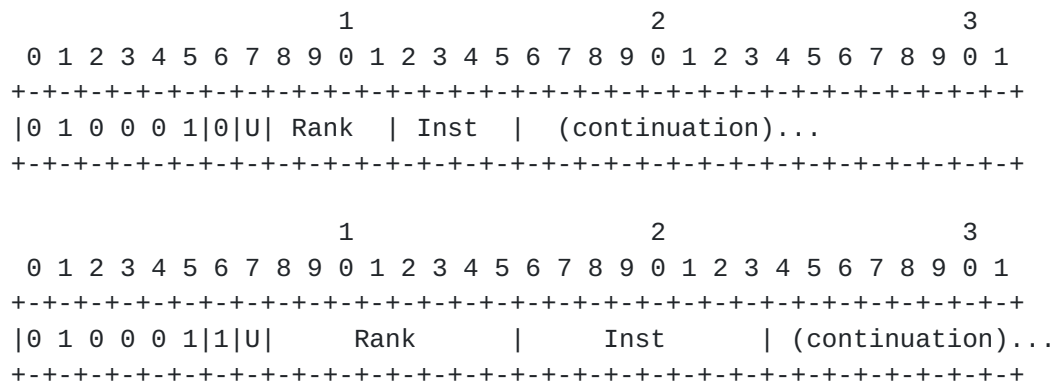 1                   2                   3
 0 1 2 3 4 5 6 7 8 9 0 1 2 3 4 5 6 7 8 9 0 1 2 3 4 5 6 7 8 9 0 1
+-+-+-+-+-+-+-+-+-+-+-+-+-+-+-+-+-+-+-+-+-+-+-+-+-+-+-+-+-+-+-+-+
|0 1 0 0 0 1|0|U| Rank  | Inst  |  (continuation)...
+-+-+-+-+-+-+-+-+-+-+-+-+-+-+-+-+-+-+-+-+-+-+-+-+-+-+-+-+-+-+-+-+

                     1                   2                   3
 0 1 2 3 4 5 6 7 8 9 0 1 2 3 4 5 6 7 8 9 0 1 2 3 4 5 6 7 8 9 0 1
+-+-+-+-+-+-+-+-+-+-+-+-+-+-+-+-+-+-+-+-+-+-+-+-+-+-+-+-+-+-+-+-+
|0 1 0 0 0 1|1|U|     Rank      |     Inst      | (continuation)...
+-+-+-+-+-+-+-+-+-+-+-+-+-+-+-+-+-+-+-+-+-+-+-+-+-+-+-+-+-+-+-+-+